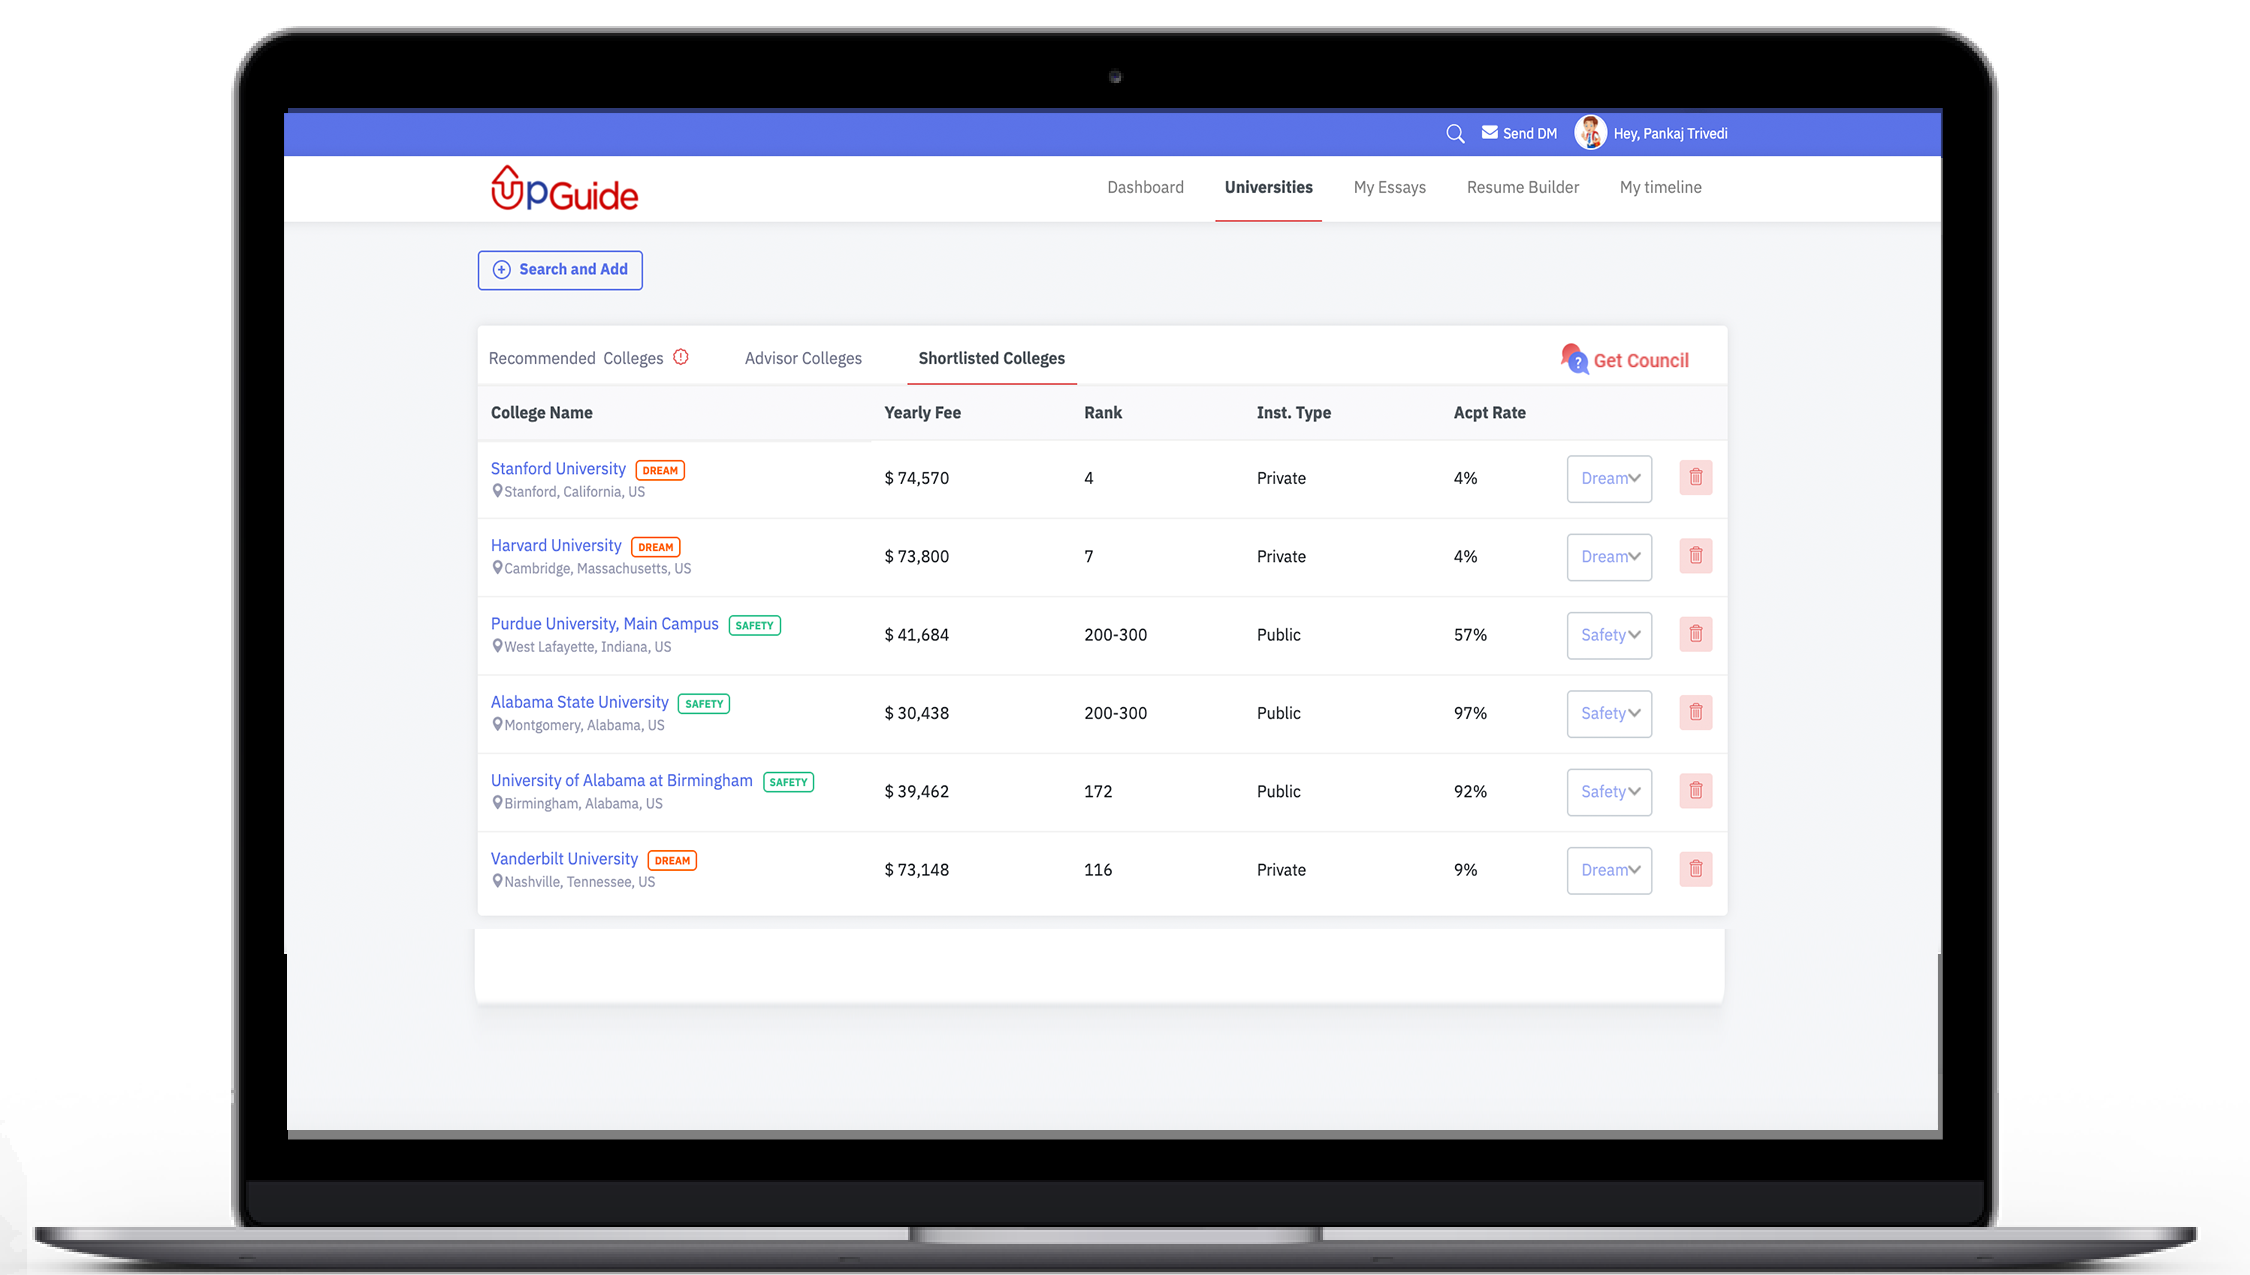 Send DM Hey, Pankaj Trivedi
UpGuide
Dashboard Universities My Essays Resume Builder My timeline
Search and Add
Recommended Colleges Advisor Colleges Shortlisted Colleges ? Get Council
College Name Yearly Fee Rank Inst. Type Acpt Rate
Stanford University DREAM
Stanford, California, US
$ 74,570 4 Private 4% Dream
Harvard University DREAM
Cambridge, Massachusetts, US
$ 73,800 7 Private 4% Dream
Purdue University, Main Campus SAFETY
West Lafayette, Indiana, US
$ 41,684 200-300 Public 57% Safety
Alabama State University SAFETY
Montgomery, Alabama, US
$ 30,438 200-300 Public 97% Safety
University of Alabama at Birmingham SAFETY
Birmingham, Alabama, US
$ 39,462 172 Public 92% Safety
Vanderbilt University DREAM
Nashville, Tennessee, US
$ 73,148 116 Private 9% Dream